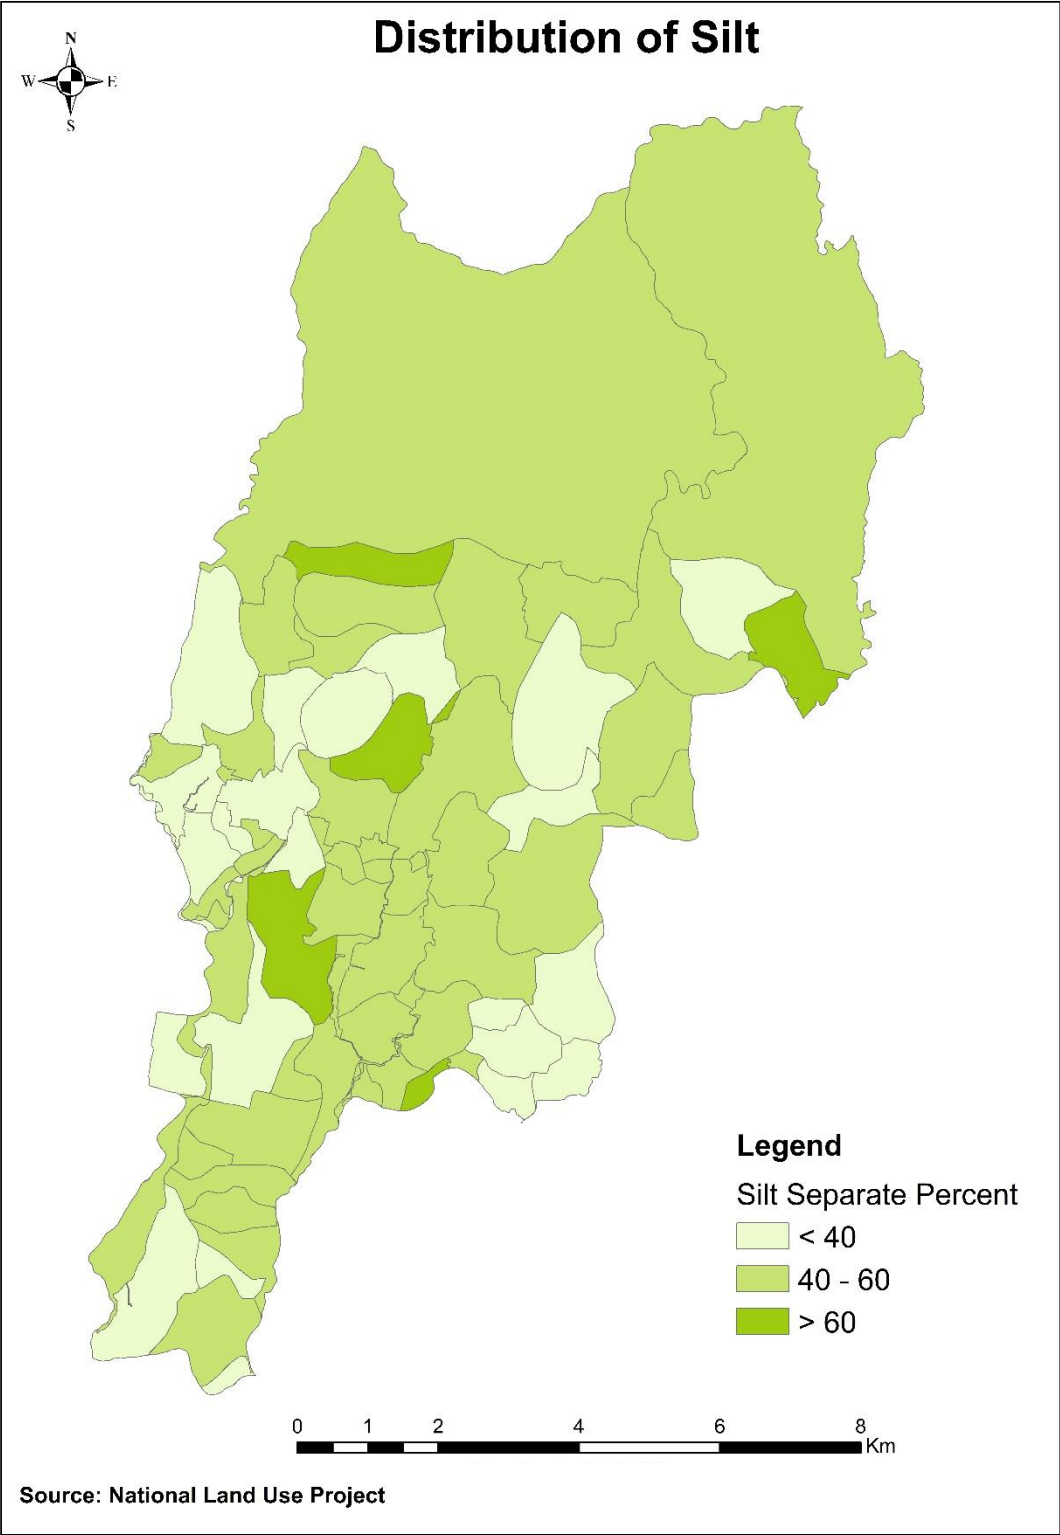 Distribution of Silt
N
W E
S
Legend
Silt Separate Percent
< 40
40 - 60
> 60
0 1 2 4 6 8
Km
Source: National Land Use Project